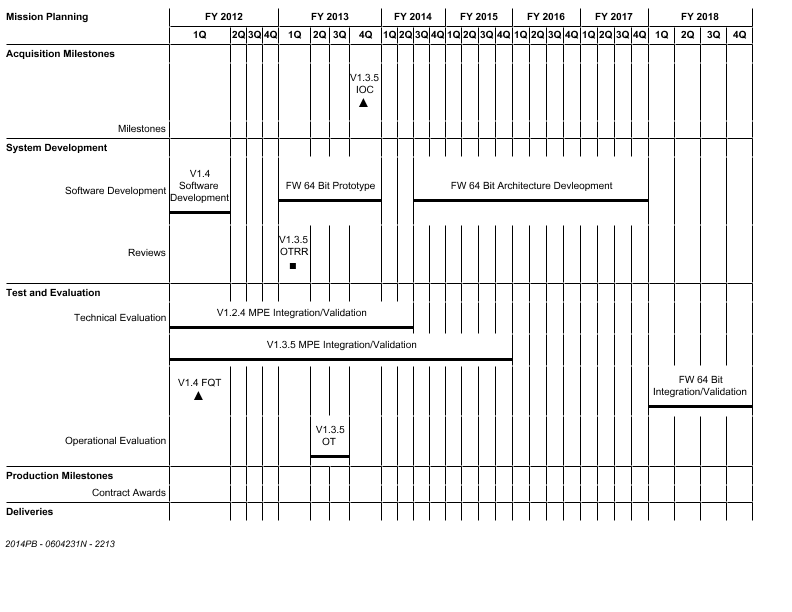 Mission Planning FY 2012 FY 2013 FY 2014 FY 2015 FY 2016 FY 2017 FY 2018
1Q 2Q 3Q 4Q 1Q 2Q 3Q 4Q 1Q 2Q 3Q 4Q 1Q 2Q 3Q 4Q 1Q 2Q 3Q 4Q 1Q 2Q 3Q 4Q 1Q 2Q 3Q 4Q
Acquisition Milestones
V1.3.5
IOC
Milestones
System Development
Software Development
V1.4
Software
Development
FW 64 Bit Prototype
FW 64 Bit Architecture Devleopment
Reviews
V1.3.5
OTRR
Test and Evaluation
Technical Evaluation
V1.2.4 MPE Integration/Validation
V1.3.5 MPE Integration/Validation
V1.4 FQT
FW 64 Bit
Integration/Validation
Operational Evaluation
V1.3.5
OT
Production Milestones
Contract Awards
Deliveries
2014PB - 0604231N - 2213